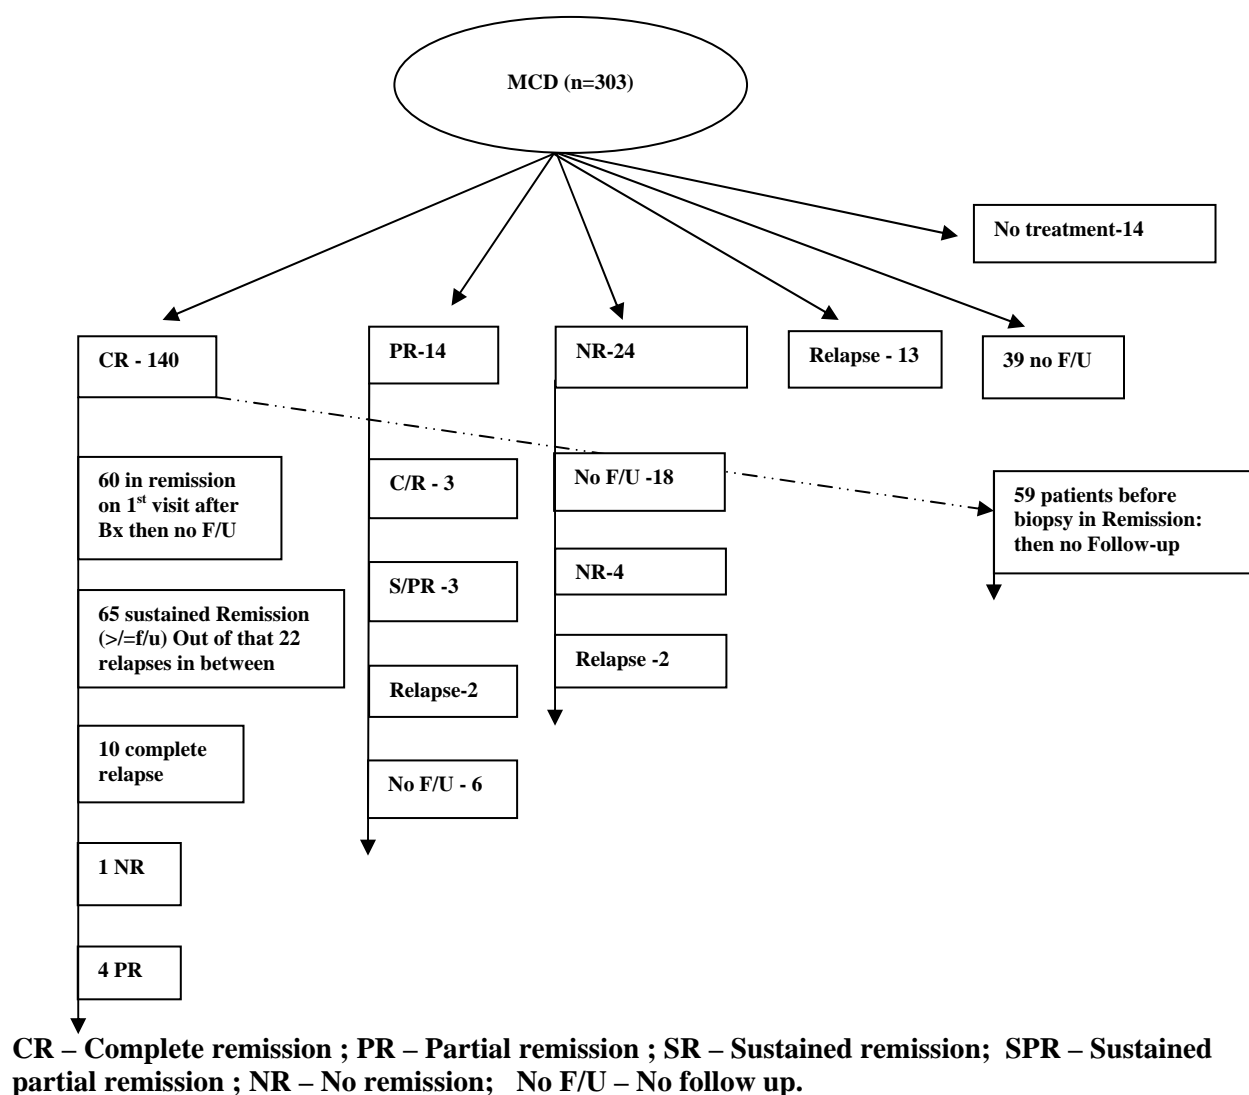 MCD (n=303)
No treatment-14
CR - 140
PR-14
NR-24
Relapse - 13
39 no F/U
60 in remission
on 1st visit after
Bx then no F/U
65 sustained Remission
(>/=f/u) Out of that 22
relapses in between
10 complete
relapse
1 NR
4 PR
C/R - 3
S/PR -3
Relapse-2
No F/U - 6
No F/U -18
NR-4
Relapse -2
59 patients before
biopsy in Remission:
then no Follow-up
CR – Complete remission ; PR – Partial remission ; SR – Sustained remission; SPR – Sustained
partial remission ; NR – No remission; No F/U – No follow up.